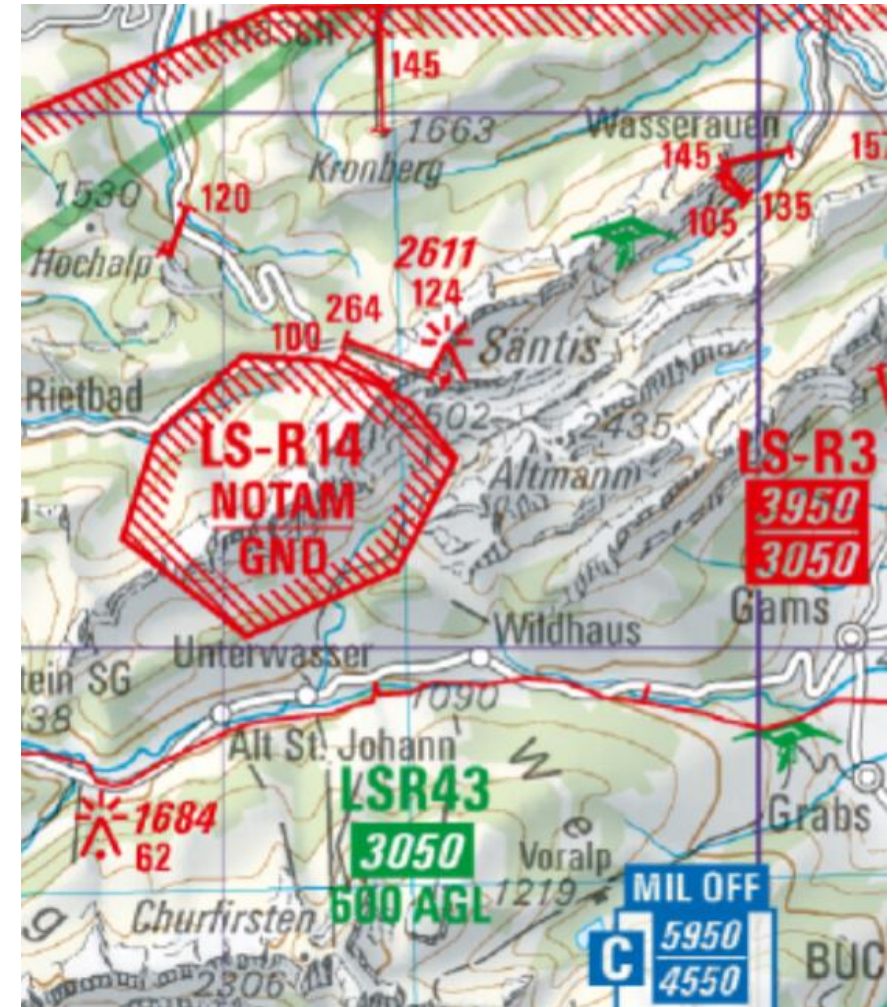 Urnäsch
145
1663
Kronberg
Wasserauen
145
157
1530
120
105
135
Hochalp
2611
124
264
100
Säntis
Rietbad
2502
2435
LS-R14
NOTAM
GND
Altmann
LS-R3
3950
3050
Gams
Wildhaus
Unterwasser
tein SG
38
1090
Alt St. Johann
W
e
LSR43
3050
600 AGL
1684
62
Grabs
Voralp
1219
MIL OFF
C
5950
4550
BUC
g
Churfirsten
2306